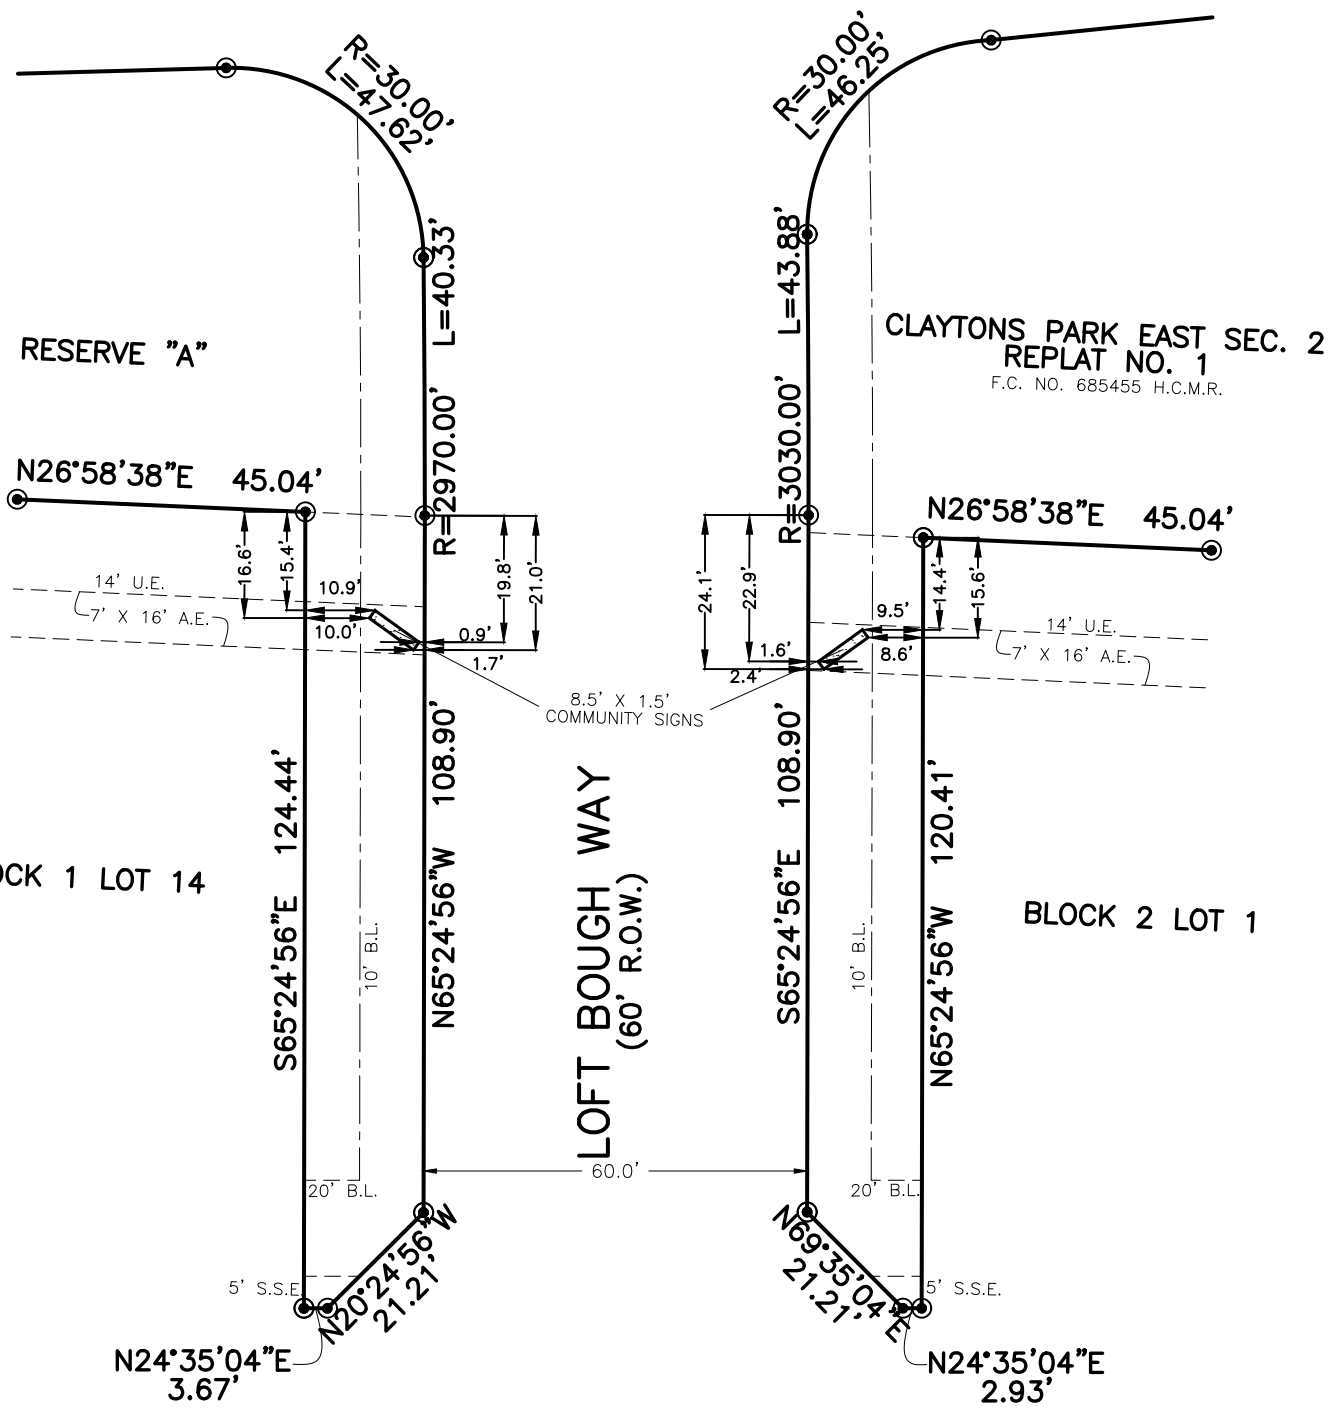 R=30.00'
L=47.62'
R=30.00'
L=46.25'
L=40.33'
R=2970.00'
L=43.88'
R=3030.00'
RESERVE "A"
CLAYTONS PARK EAST SEC. 2
REPLAT NO. 1
F.C. NO. 685455 H.C.M.R.
N26°58'38"E 45.04'
N26°58'38"E 45.04'
16.6'
15.4'
19.8'
21.0'
24.1'
22.9'
14.4'
15.6'
14' U.E.
7' X 16' A.E.
10.9'
10.0'
0.9'
1.7'
9.5'
8.6'
1.6'
2.4'
14' U.E.
7' X 16' A.E.
8.5' X 1.5'
COMMUNITY SIGNS
S65°24'56"E 124.44'
N65°24'56"W 108.90'
LOFT BOUGH WAY
(60' R.O.W.)
S65°24'56"E 108.90'
N65°24'56"W 120.41'
OCK 1 LOT 14
BLOCK 2 LOT 1
10' B.L.
10' B.L.
60.0'
20' B.L.
20' B.L.
5' S.S.E.
N20°24'56"W
21.21'
N69°35'04"E
21.21'
5' S.S.E.
N24°35'04"E
3.67'
N24°35'04"E
2.93'